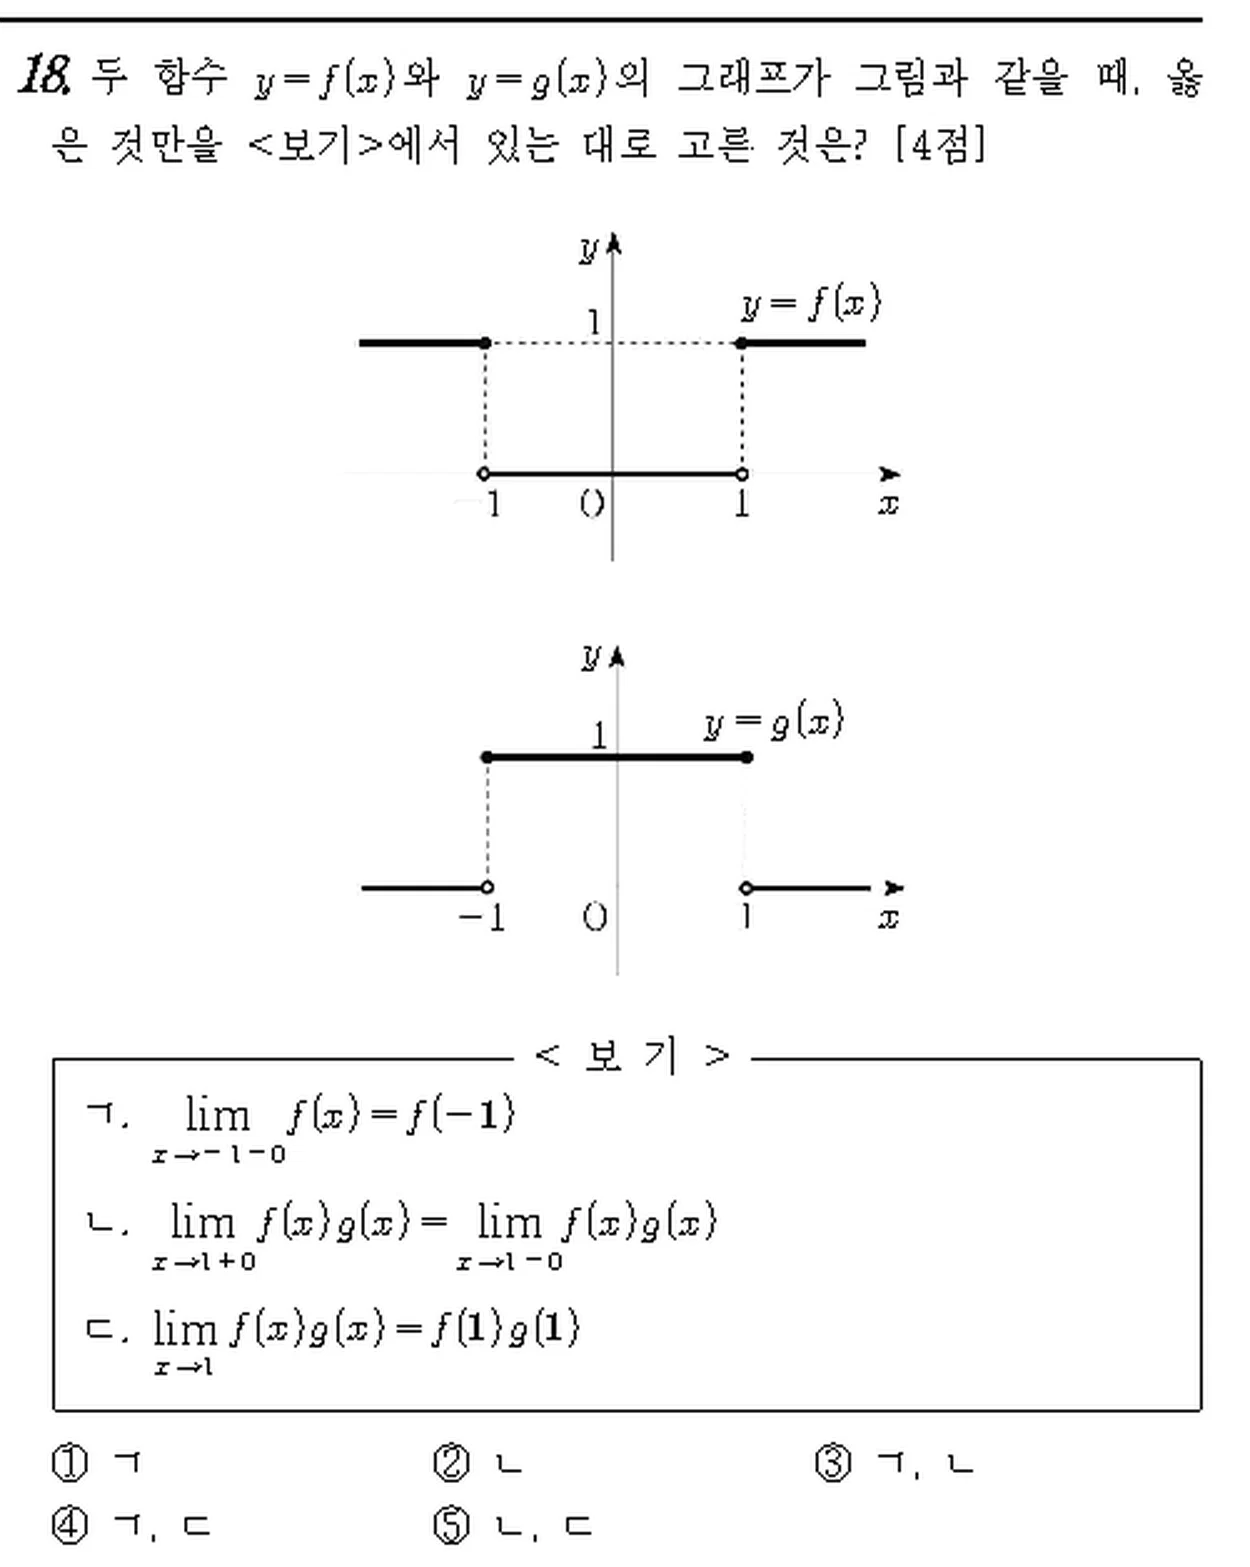 18. 두 함수 y=f(x)와 y=g(x)의 그래프가 그림과 같을 때, 옳
은 것만을 <보기>에서 있는 대로 고른 것은? [4점]
y
y=f(x)
1
-1 O 1 x
y
y=g(x)
1
-1 O 1 x
< 보 기 >
ㄱ. lim f(x)=f(-1)
x→-1-0
ㄴ. lim f(x)g(x)= lim f(x)g(x)
x→1+0 x→1-0
ㄷ. lim f(x)g(x)=f(1)g(1)
x→1
① ㄱ ② ㄴ ③ ㄱ, ㄴ
④ ㄱ, ㄷ ⑤ ㄴ, ㄷ